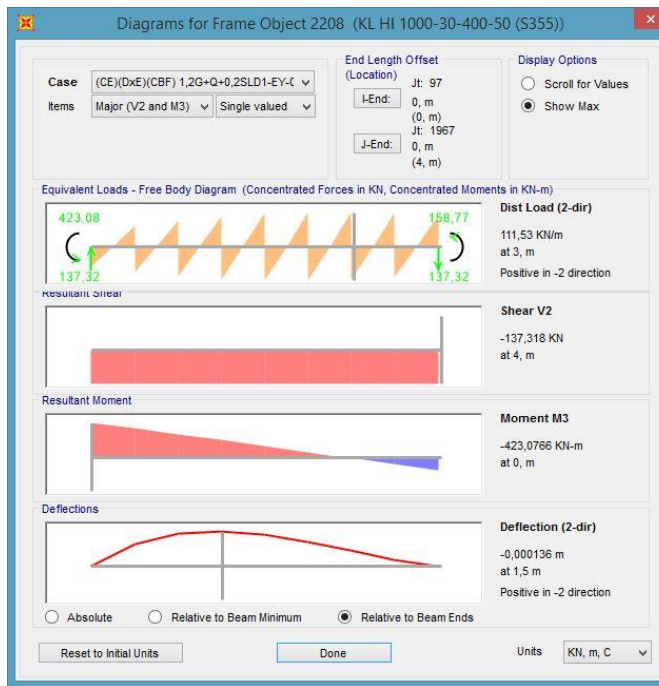 Diagrams for Frame Object 2208 (KL HI 1000-30-400-50 (S355))
Case
(CE)(DxE)(CBF) 1,2G+Q+0,2SLD1-EY-0
Items
Major (V2 and M3)
Single valued
End Length Offset
(Location)
Jt: 97
I-End:
0, m
(0, m)
Jt: 1967
J-End:
0, m
(4, m)
Display Options
Scroll for Values
Show Max
Equivalent Loads - Free Body Diagram (Concentrated Forces in KN, Concentrated Moments in KN-m)
423,08
158,77
137,32
137,32
Dist Load (2-dir)
111,53 KN/m
at 3, m
Positive in -2 direction
Resultant Shear
Shear V2
-137,318 KN
at 4, m
Resultant Moment
Moment M3
-423,0766 KN-m
at 0, m
Deflections
Deflection (2-dir)
-0,000136 m
at 1,5 m
Positive in -2 direction
Absolute
Relative to Beam Minimum
Relative to Beam Ends
Reset to Initial Units
Done
Units
KN, m, C